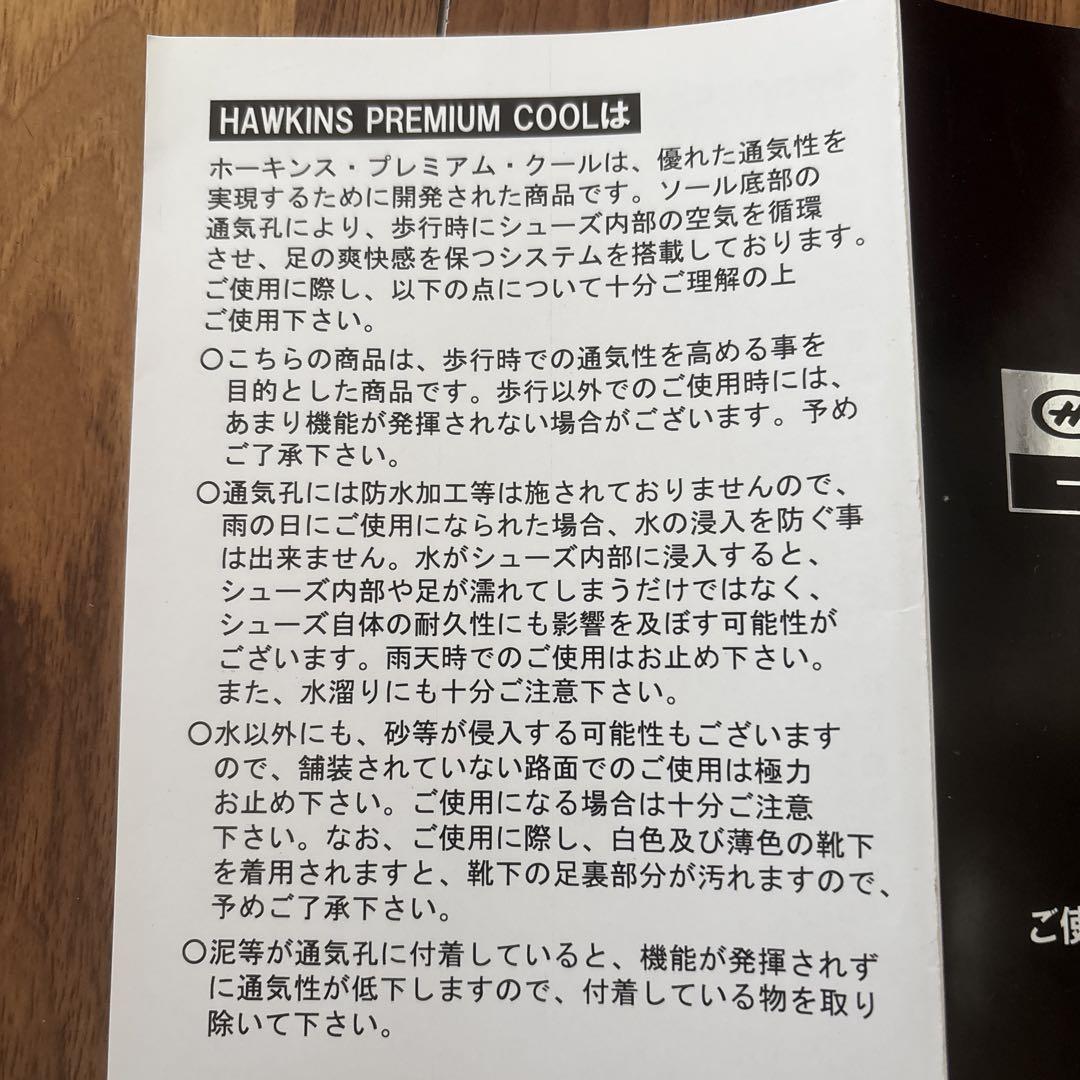 HAWKINS PREMIUM COOLは
ホーキンス・プレミアム・クールは、優れた通気性を
実現するために開発された商品です。ソール底部の
通気孔により、歩行時にシューズ内部の空気を循環
させ、足の爽快感を保つシステムを搭載しております。
ご使用に際し、以下の点について十分ご理解の上
ご使用下さい。
○こちらの商品は、歩行時での通気性を高める事を
目的とした商品です。歩行以外でのご使用時には、
あまり機能が発揮されない場合がございます。予め
ご了承下さい。
○通気孔には防水加工等は施されておりませんので、
雨の日にご使用になられた場合、水の浸入を防ぐ事
は出来ません。水がシューズ内部に浸入すると、
シューズ内部や足が濡れてしまうだけではなく、
シューズ自体の耐久性にも影響を及ぼす可能性が
ございます。雨天時でのご使用はお止め下さい。
また、水溜りにも十分ご注意下さい。
○水以外にも、砂等が侵入する可能性もございます
ので、舗装されていない路面でのご使用は極力
お止め下さい。ご使用になる場合は十分ご注意
下さい。なお、ご使用に際し、白色及び薄色の靴下
を着用されますと、靴下の足裏部分が汚れますので、
予めご了承下さい。
○泥等が通気孔に付着していると、機能が発揮されず
に通気性が低下しますので、付着している物を取り
除いて下さい。
H
ご使